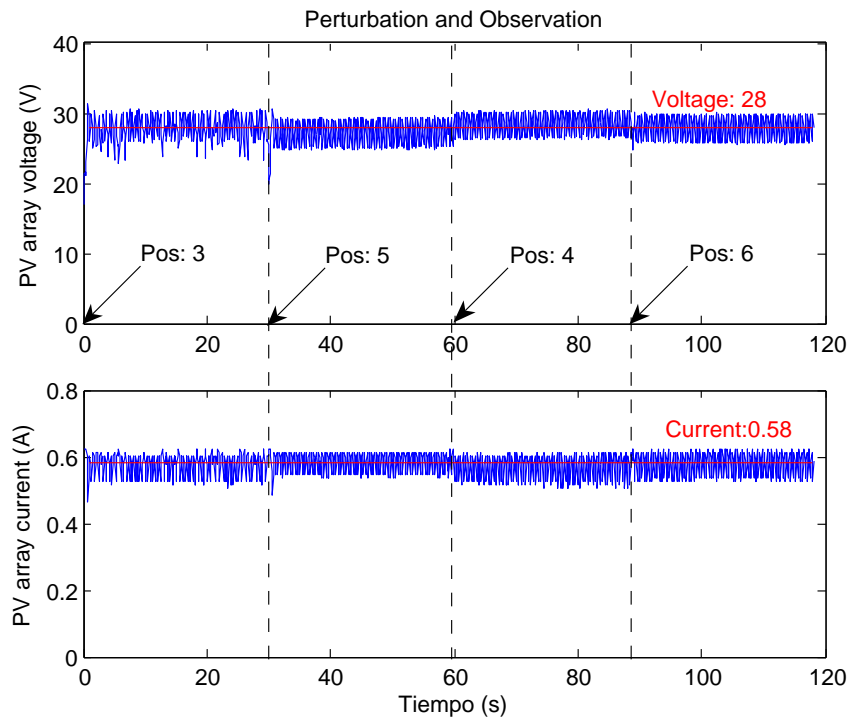 Perturbation and Observation
PV array voltage (V)
40
30
20
10
0
Voltage: 28
Pos: 3
Pos: 5
Pos: 4
Pos: 6
0 20 40 60 80 100 120
PV array current (A)
0.8
0.6
0.4
0.2
0
Current:0.58
0 20 40 60 80 100 120
Tiempo (s)